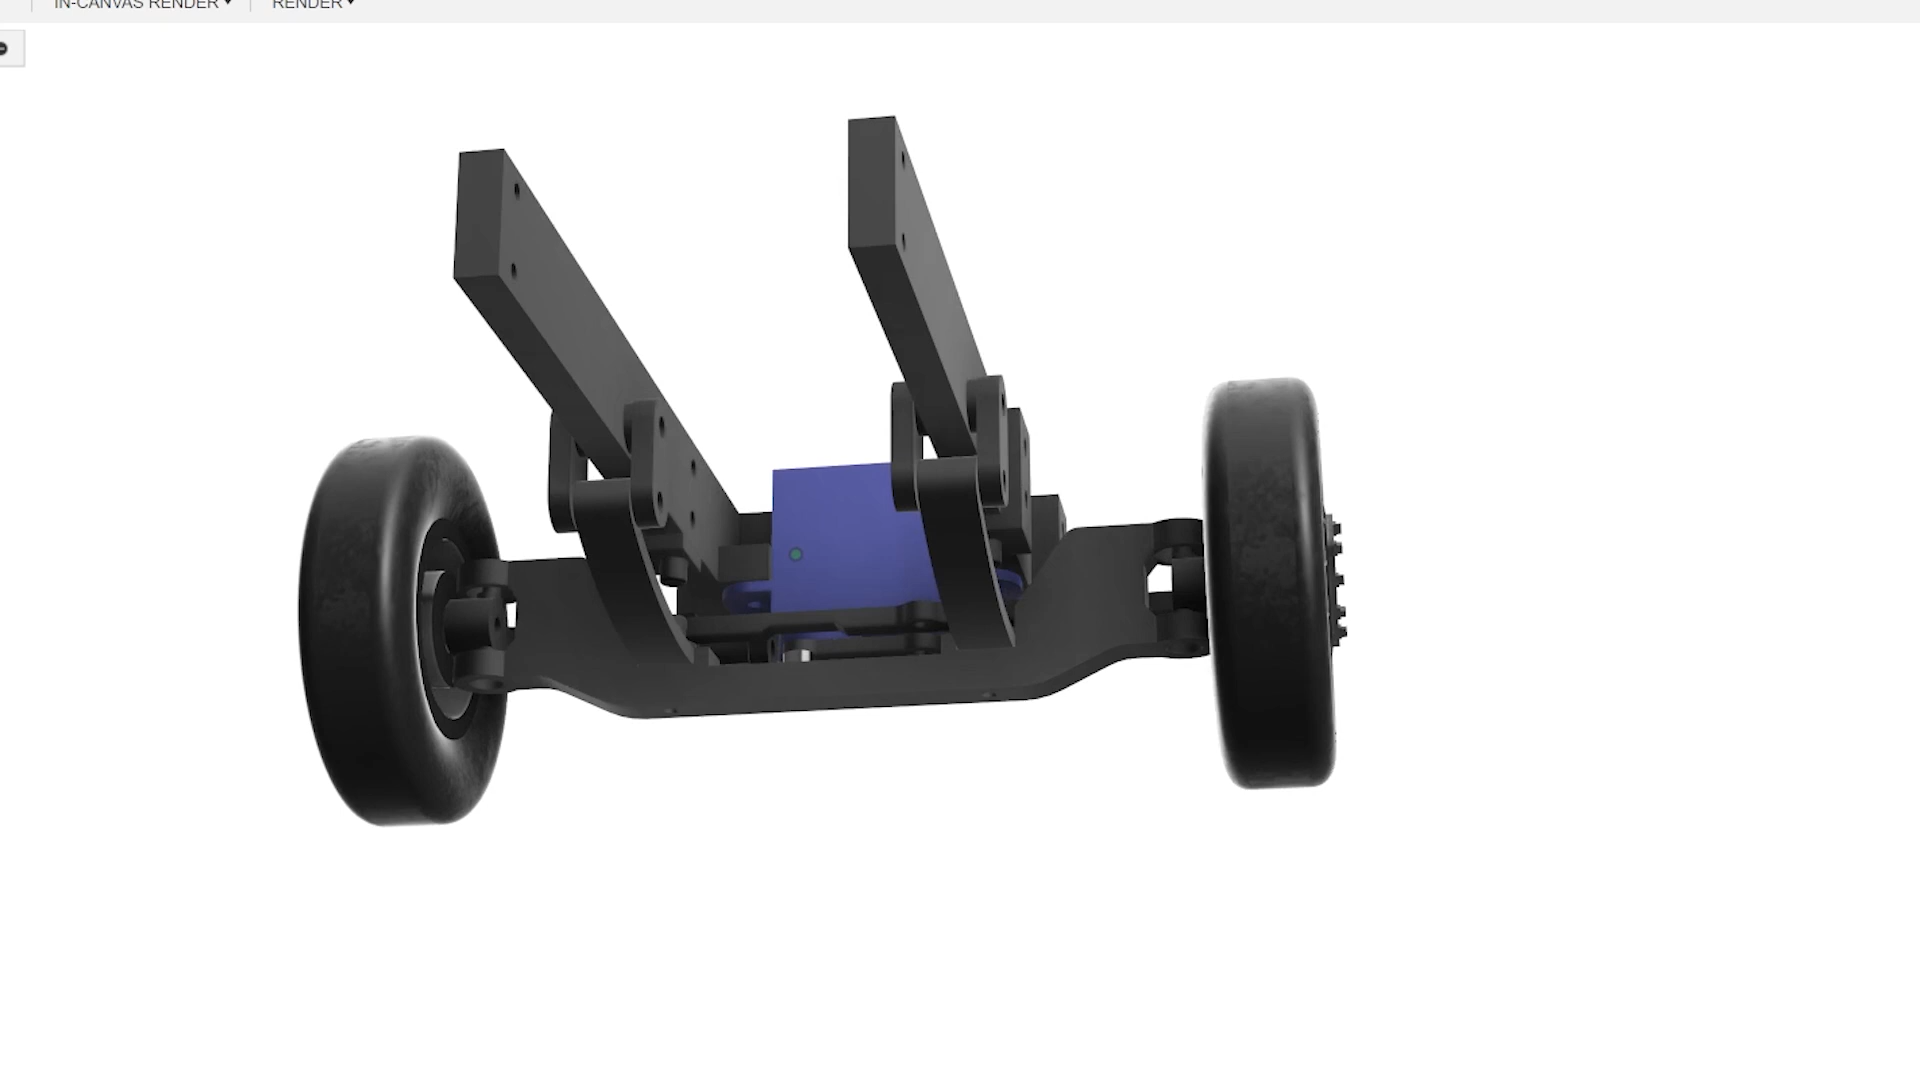 IN-CANVAS RENDER ▾ RENDER ▾